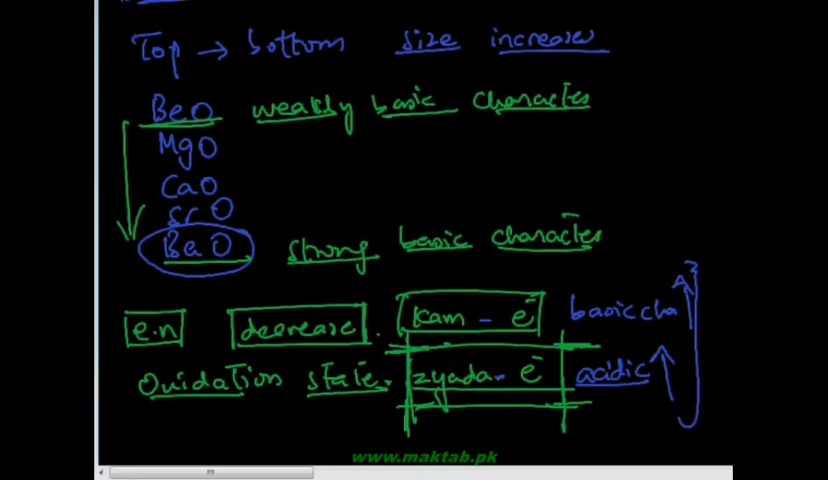 Top → bottom size increases
BeO weakly basic character
MgO
CaO
SrO
BaO strong basic character
e.n decrease. Kam - e⁻ basic cha
Oxidation state. zyada - e⁻ acidic
www.maktab.pk